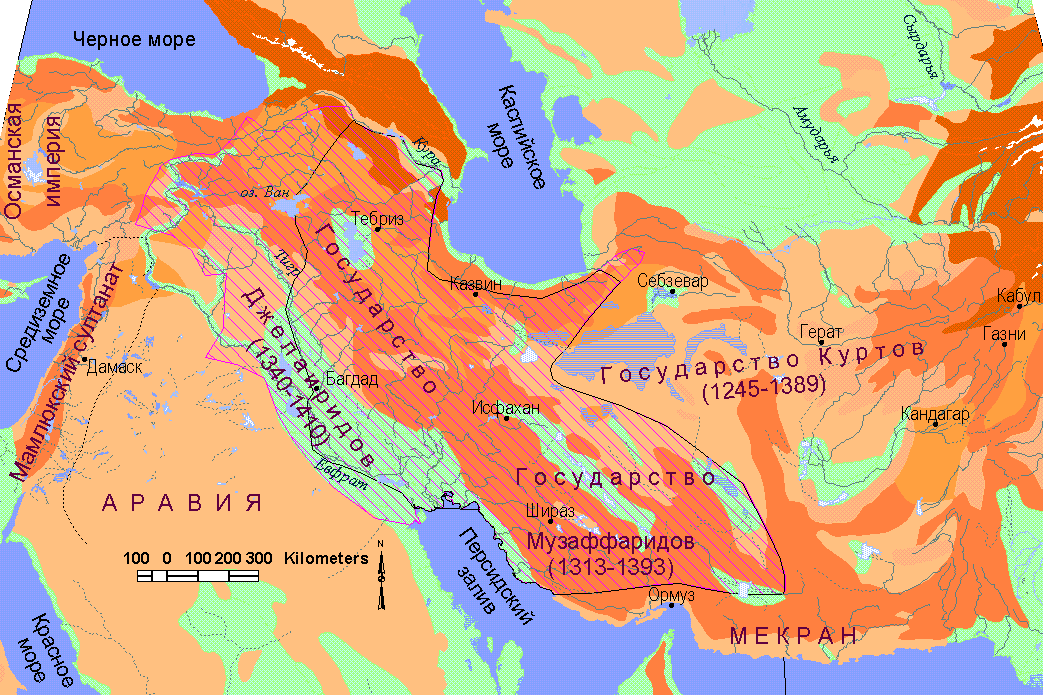 Черное море
Сырдарья
Каспийское
море
Амударья
Османская
империя
Кура
оз. Ван
Тебриз
Тигр
Средиземное
море
Мамлюкский султанат
Казвин
Себзевар
Кабул
Герат
Газни
Дамаск
Государство
Джелаиридов
(1340-1410)
Багдад
Государство Куртов
(1245-1389)
Исфахан
Кандагар
Евфрат
Государство
АРАВИЯ
Шираз
Музаффаридов
(1313-1393)
100 0 100 200 300 Kilometers
N
S
Персидский
залив
Ормуз
МЕКРАН
Красное
море